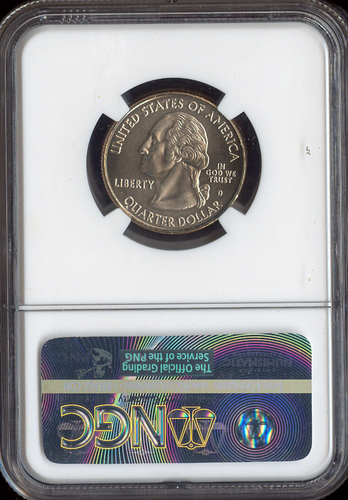 UNITED STATES OF AMERICA
LIBERTY
IN
GOD WE
TRUST
D
QUARTER DOLLAR
The Official Grading
Service of the PNG
NGC